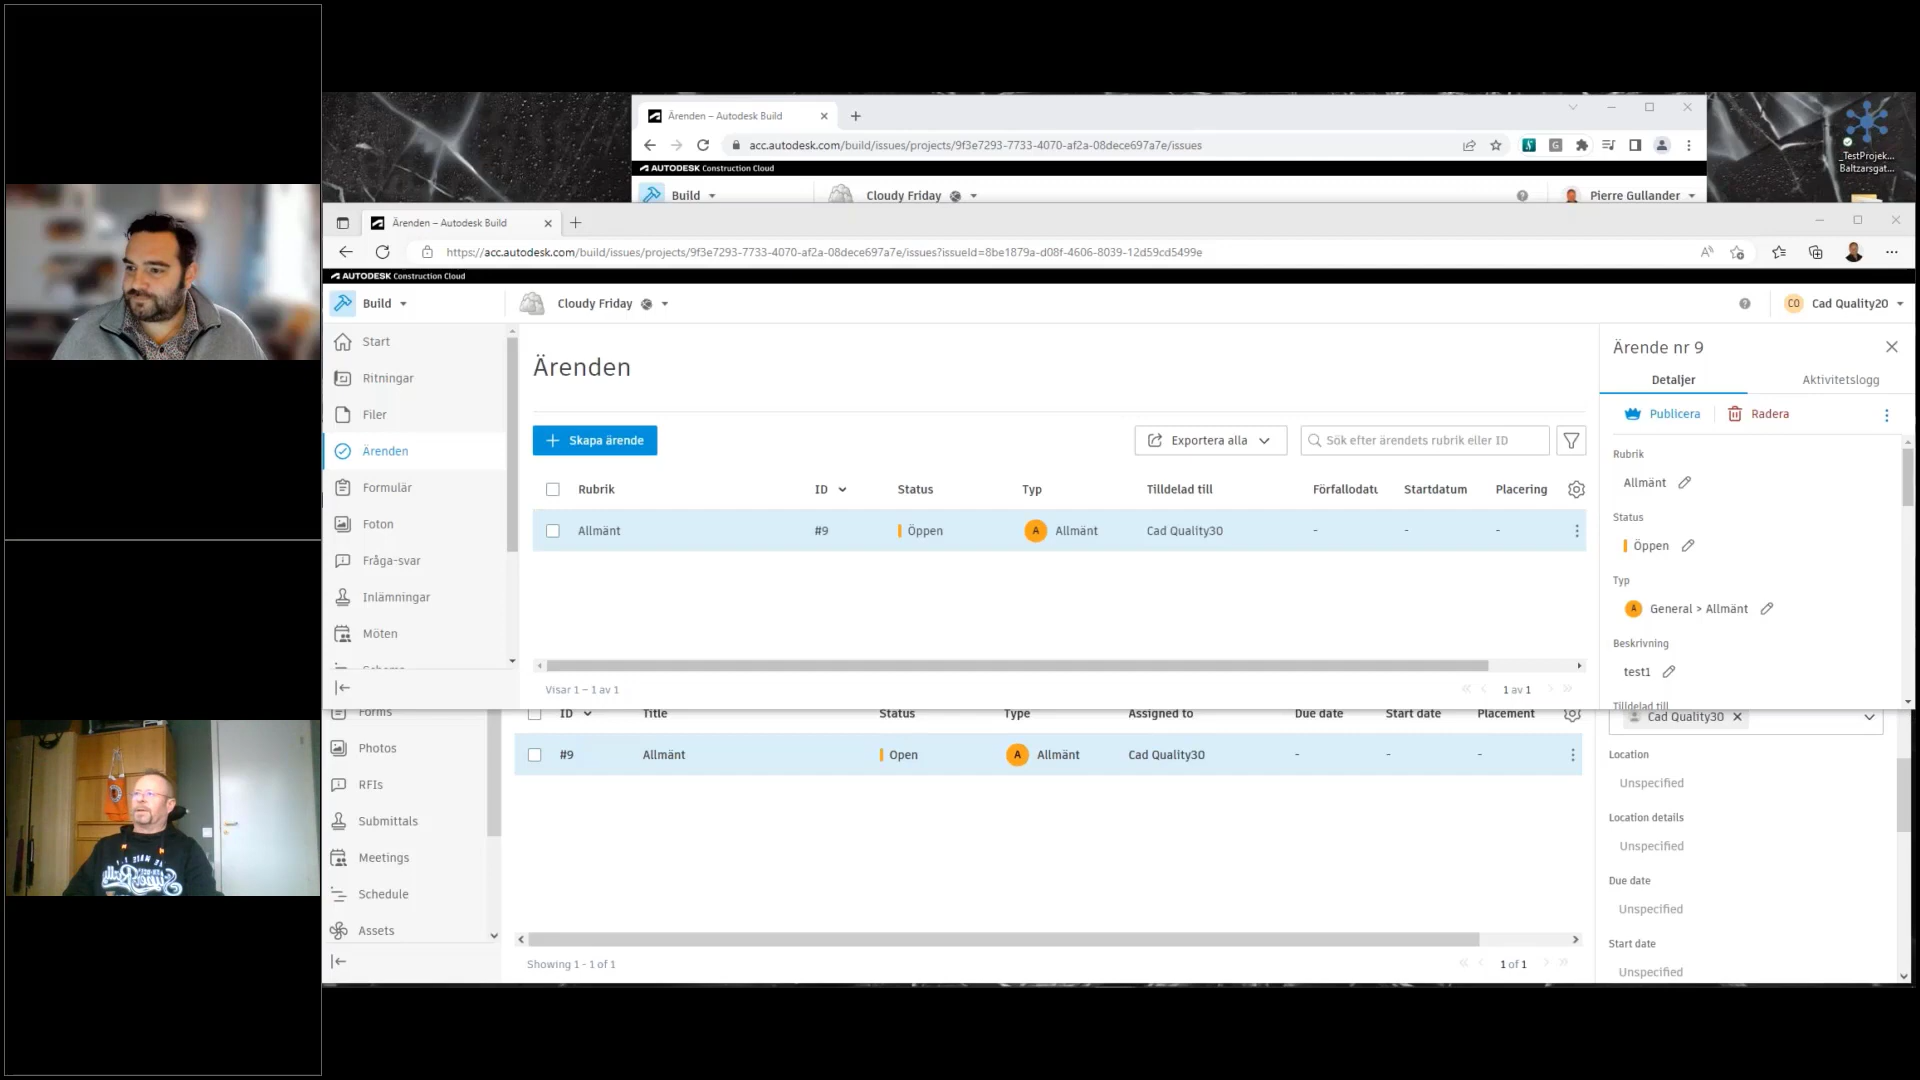 Ärenden – Autodesk Build
acc.autodesk.com/build/issues/projects/9f3e7293-7733-4070-af2a-08dece697a7e/issues
AUTODESK Construction Cloud
Build
Cloudy Friday
Pierre Gullander
_TestProjek...
Baltzarsgat...
Ärenden – Autodesk Build
https://acc.autodesk.com/build/issues/projects/9f3e7293-7733-4070-af2a-08dece697a7e/issues?issueId=8be1879a-d08f-4606-8039-12d59cd5499e
AUTODESK Construction Cloud
Build
Cloudy Friday
CO Cad Quality20
Start
Ritningar
Filer
Ärenden
Formulär
Foton
Fråga-svar
Inlämningar
Möten
Schema
Ärenden
Skapa ärende
Exportera alla
Sök efter ärendets rubrik eller ID
Rubrik ID Status Typ Tilldelad till Förfallodatu Startdatum Placering
Allmänt #9 Öppen A Allmänt Cad Quality30 - - -
Visar 1 – 1 av 1
1 av 1
Ärende nr 9
Detaljer Aktivitetslogg
Publicera Radera
Rubrik
Allmänt
Status
Öppen
Typ
A General > Allmänt
Beskrivning
test1
Tilldelad till
Forms
Photos
RFIs
Submittals
Meetings
Schedule
Assets
ID Title Status Type Assigned to Due date Start date Placement
#9 Allmänt Open A Allmänt Cad Quality30 - - -
Showing 1 - 1 of 1
1 of 1
Cad Quality30
Location
Unspecified
Location details
Unspecified
Due date
Unspecified
Start date
Unspecified